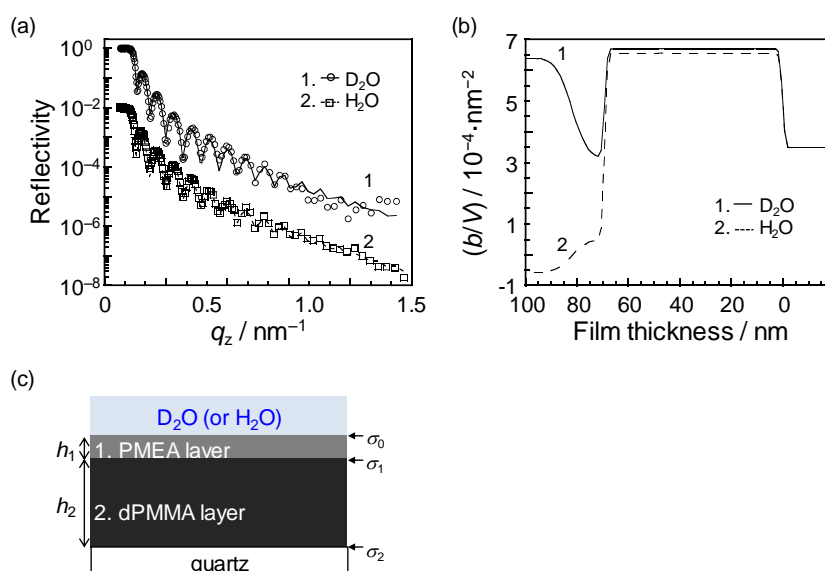 (a)
10⁰
10⁻²
10⁻⁴
10⁻⁶
10⁻⁸
Reflectivity
1. D₂O
2. H₂O
1
2
0
0.5
1.0
1.5
q_z / nm⁻¹
(b)
7
5
3
1
-1
(b/V) / 10⁻⁴·nm⁻²
1
2
1. D₂O
2. H₂O
100 80 60 40 20 0
Film thickness / nm
(c)
D₂O (or H₂O)
h₁
1. PMEA layer
h₂
2. dPMMA layer
quartz
σ₀
σ₁
σ₂